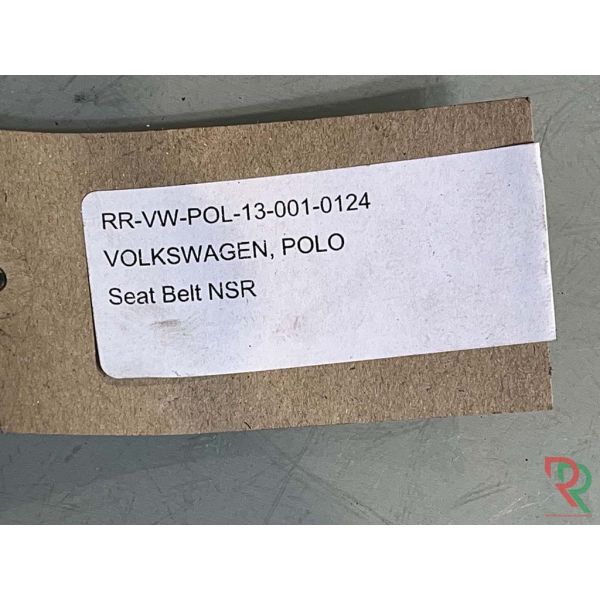 RR-VW-POL-13-001-0124
VOLKSWAGEN, POLO
Seat Belt NSR